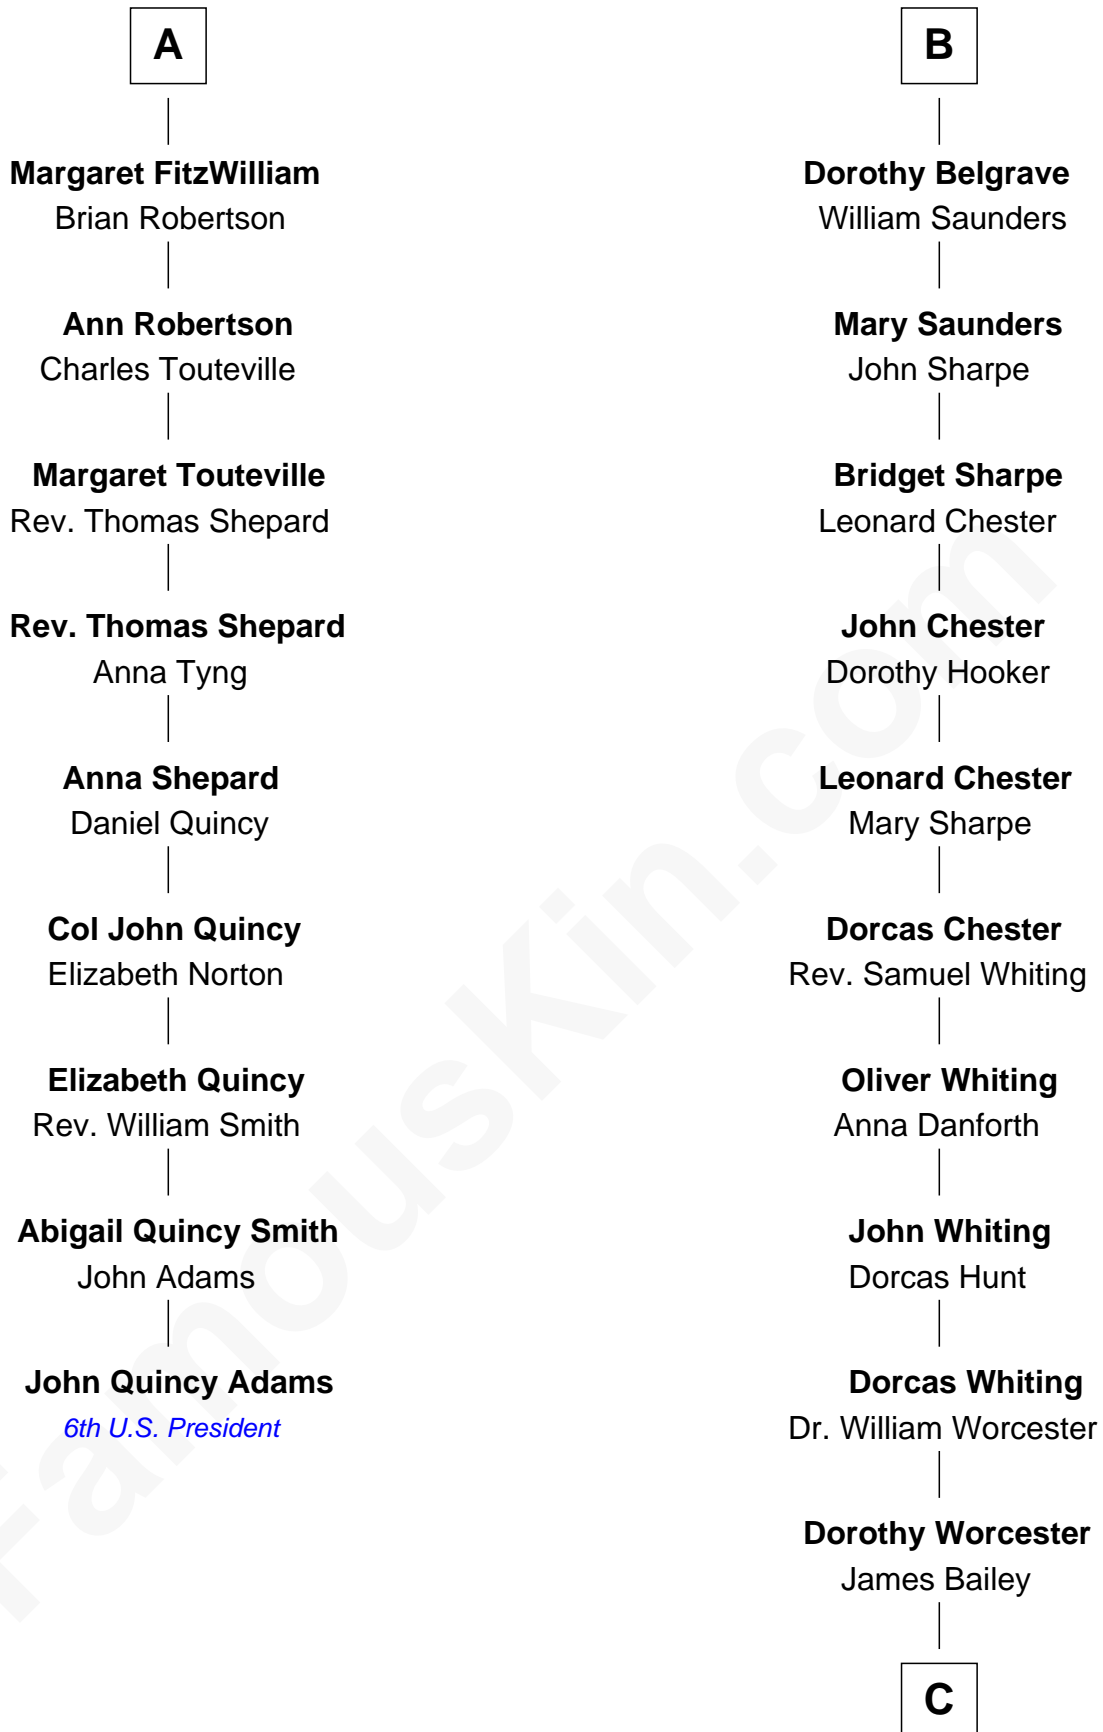 A
Margaret FitzWilliam
Brian Robertson
Ann Robertson
Charles Touteville
Margaret Touteville
Rev. Thomas Shepard
Rev. Thomas Shepard
Anna Tyng
Anna Shepard
Daniel Quincy
Col John Quincy
Elizabeth Norton
Elizabeth Quincy
Rev. William Smith
Abigail Quincy Smith
John Adams
John Quincy Adams
6th U.S. President
B
Dorothy Belgrave
William Saunders
Mary Saunders
John Sharpe
Bridget Sharpe
Leonard Chester
John Chester
Dorothy Hooker
Leonard Chester
Mary Sharpe
Dorcas Chester
Rev. Samuel Whiting
Oliver Whiting
Anna Danforth
John Whiting
Dorcas Hunt
Dorcas Whiting
Dr. William Worcester
Dorothy Worcester
James Bailey
C
FamousKin.com